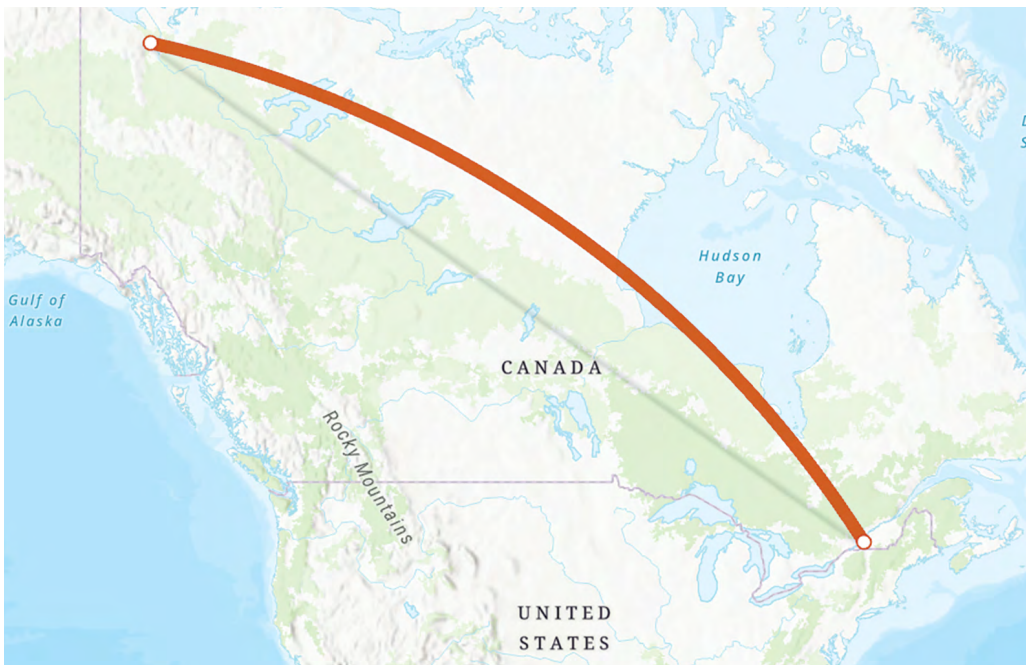 Hudson
Bay
Gulf of
Alaska
CANADA
Rocky Mountains
UNITED
STATES